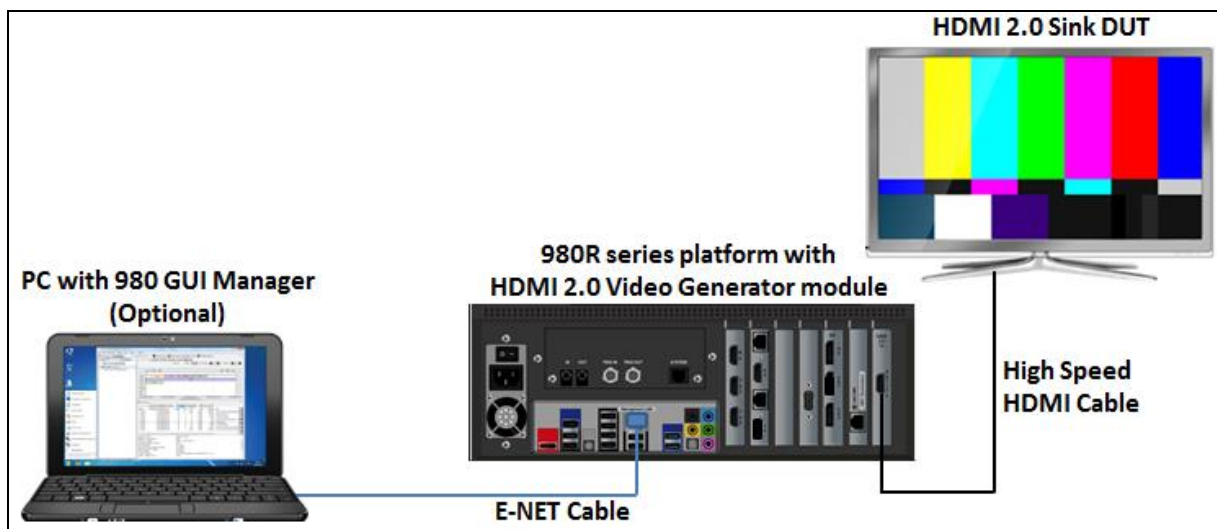 HDMI 2.0 Sink DUT
980R series platform with
HDMI 2.0 Video Generator module
PC with 980 GUI Manager
(Optional)
High Speed
HDMI Cable
E-NET Cable